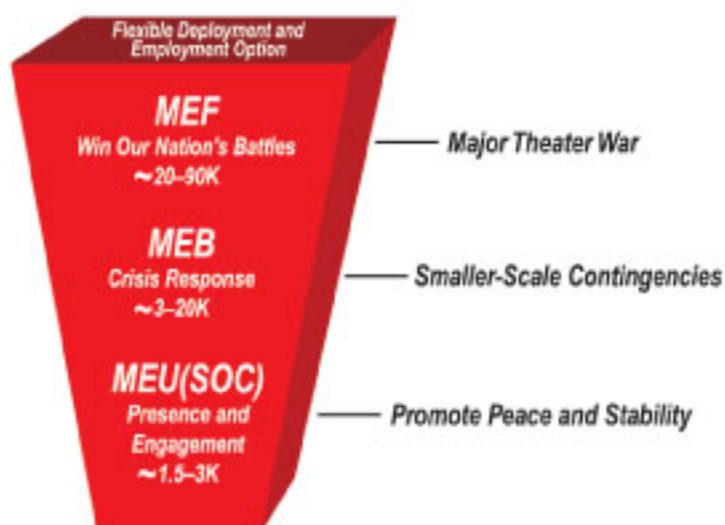 Flexible Deployment and
Employment Option
MEF
Win Our Nation's Battles
~20–90K
Major Theater War
MEB
Crisis Response
~3–20K
Smaller-Scale Contingencies
MEU(SOC)
Presence and
Engagement
~1.5–3K
Promote Peace and Stability